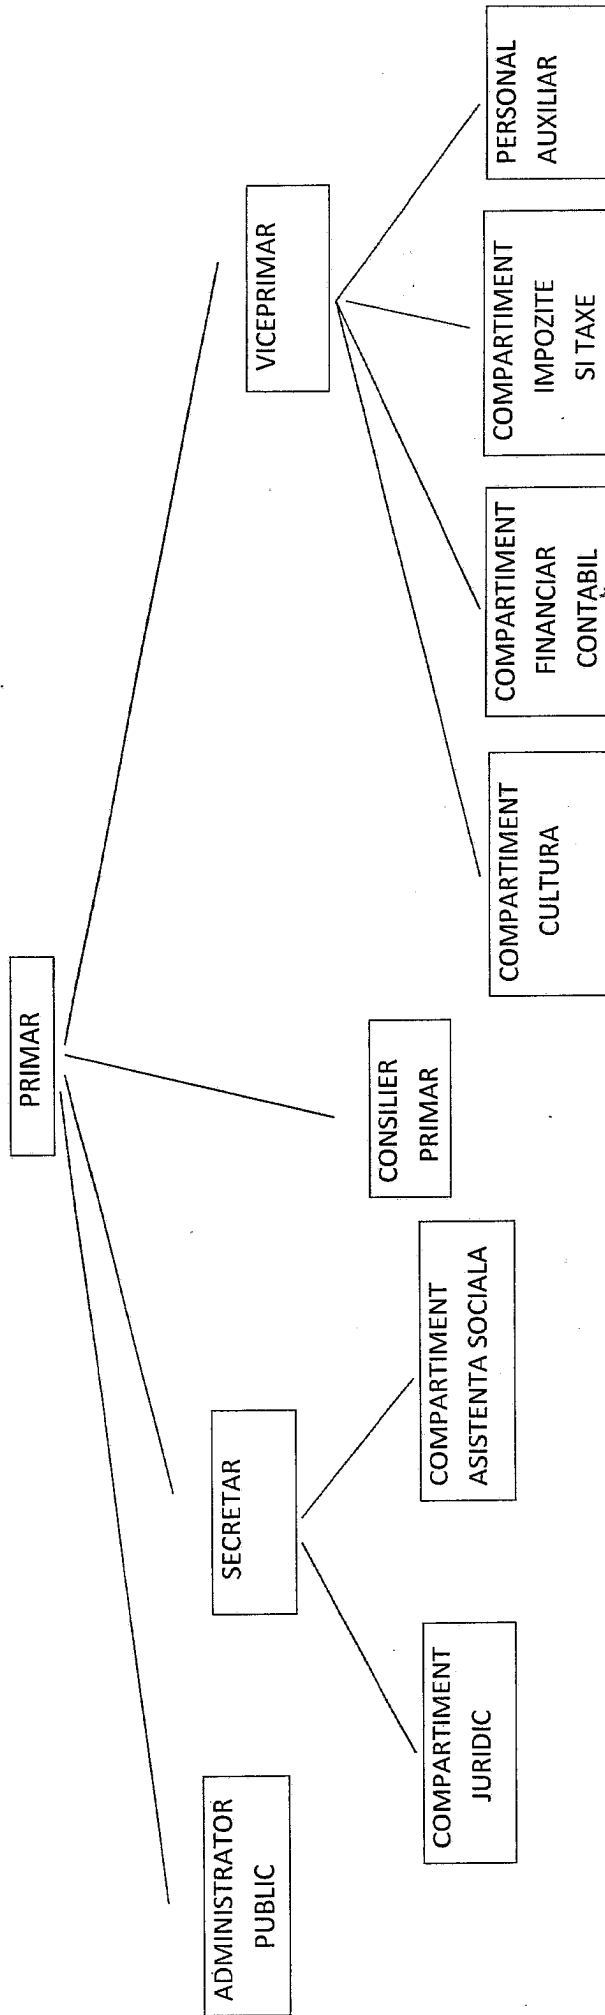 PRIMAR
ADMINISTRATOR
PUBLIC
SECRETAR
CONSILIER
PRIMAR
VICEPRIMAR
COMPARTIMENT
JURIDIC
COMPARTIMENT
ASISTENTA SOCIALA
COMPARTIMENT
CULTURA
COMPARTIMENT
FINANCIAR
CONTABIL
COMPARTIMENT
IMPOZITE
SI TAXE
PERSONAL
AUXILIAR